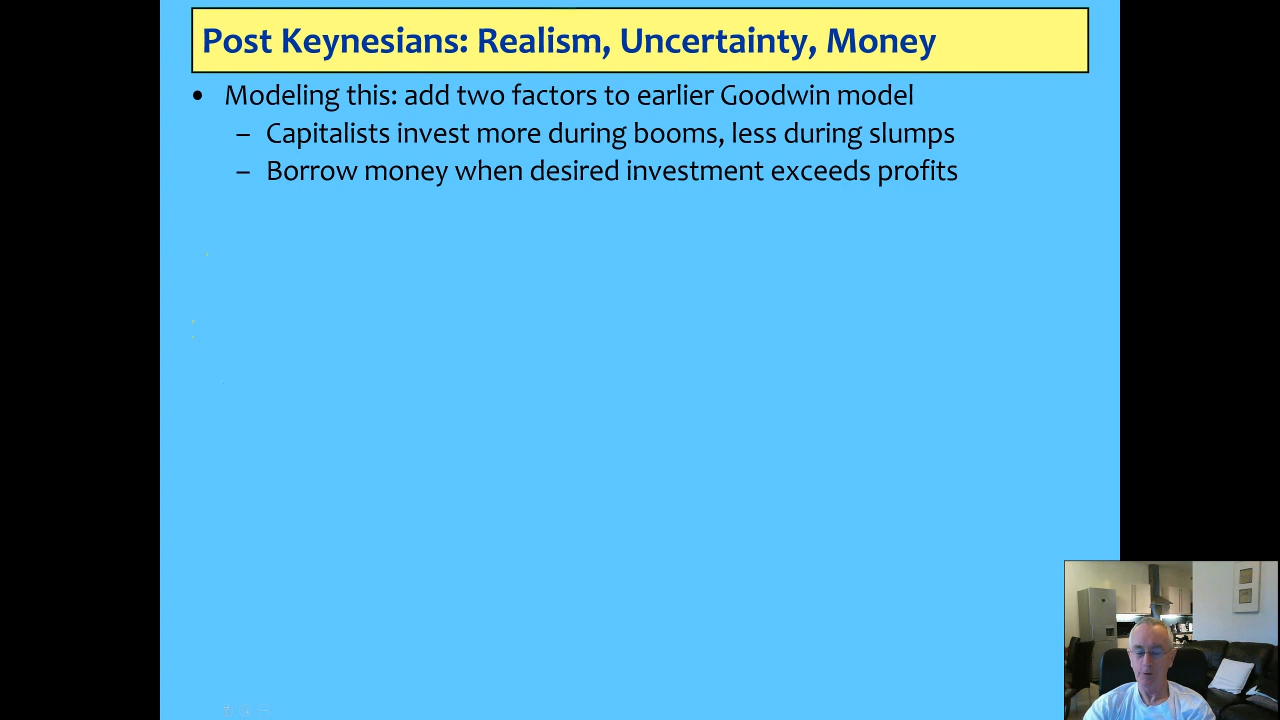 Post Keynesians: Realism, Uncertainty, Money
• Modeling this: add two factors to earlier Goodwin model
– Capitalists invest more during booms, less during slumps
– Borrow money when desired investment exceeds profits